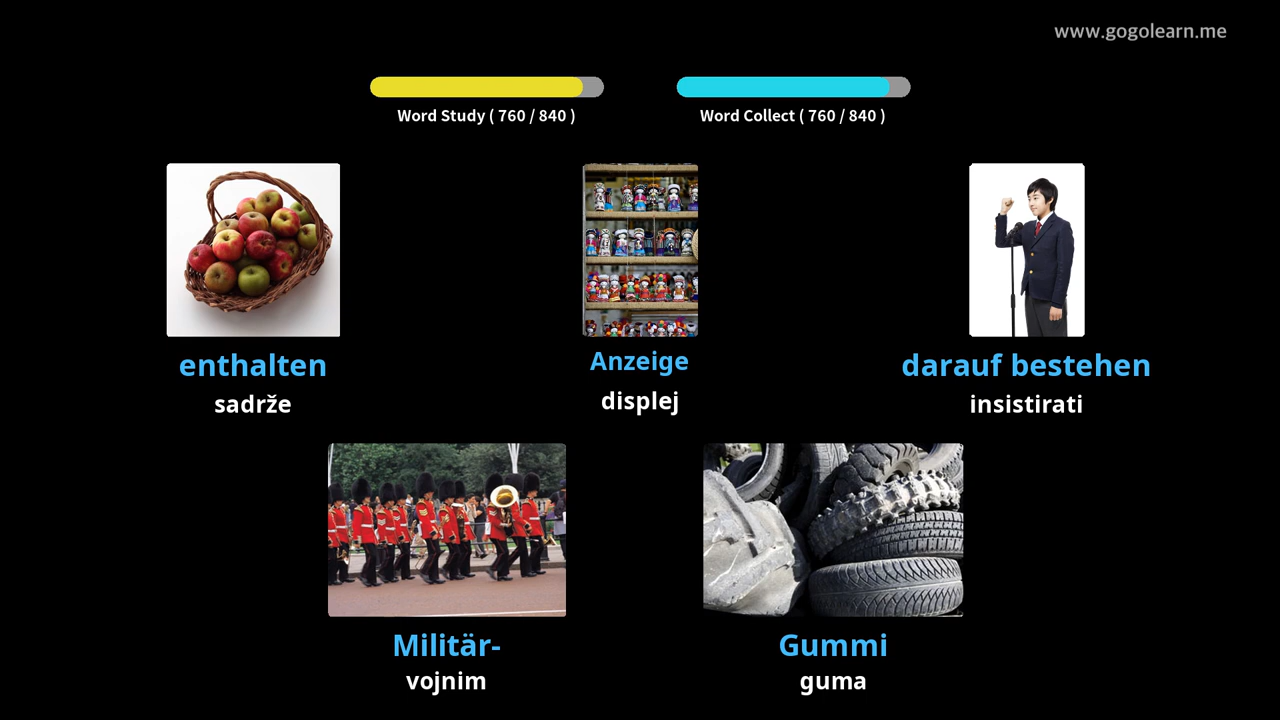 www.gogolearn.me
Word Study ( 760 / 840 )
Word Collect ( 760 / 840 )
enthalten
sadrže
Anzeige
displej
darauf bestehen
insistirati
Militär-
vojnim
Gummi
guma